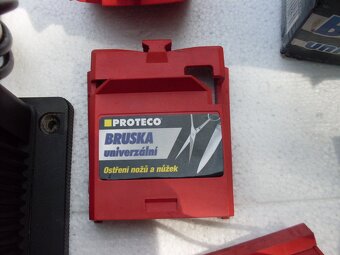 PROTECO
BRUSKA
univerzální
Ostření nožů a nůžek